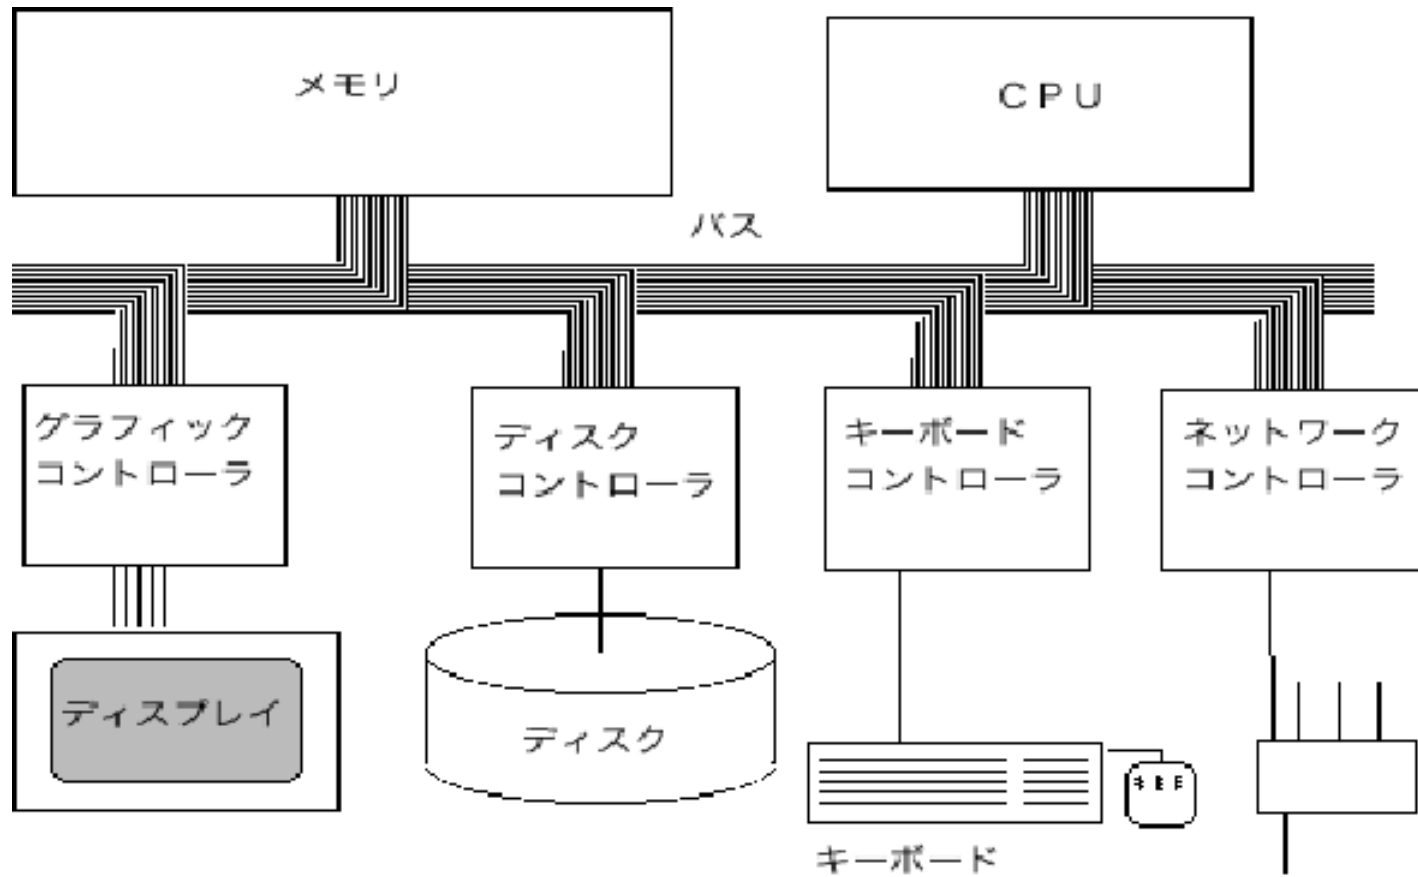 メモリ
ＣＰＵ
バス
グラフィック
コントローラ
ディスク
コントローラ
キーボード
コントローラ
ネットワーク
コントローラ
ディスプレイ
ディスク
キーボード